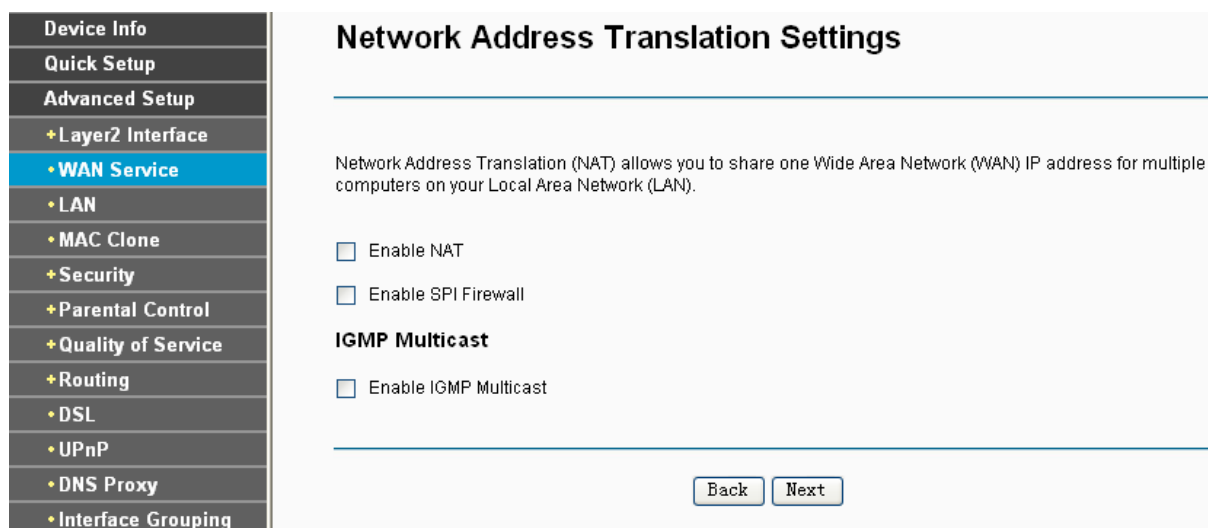 Device Info
Quick Setup
Advanced Setup
+Layer2 Interface
•WAN Service
•LAN
•MAC Clone
+Security
+Parental Control
+Quality of Service
+Routing
•DSL
•UPnP
•DNS Proxy
•Interface Grouping
Network Address Translation Settings
Network Address Translation (NAT) allows you to share one Wide Area Network (WAN) IP address for multiple
computers on your Local Area Network (LAN).
Enable NAT
Enable SPI Firewall
IGMP Multicast
Enable IGMP Multicast
Back Next